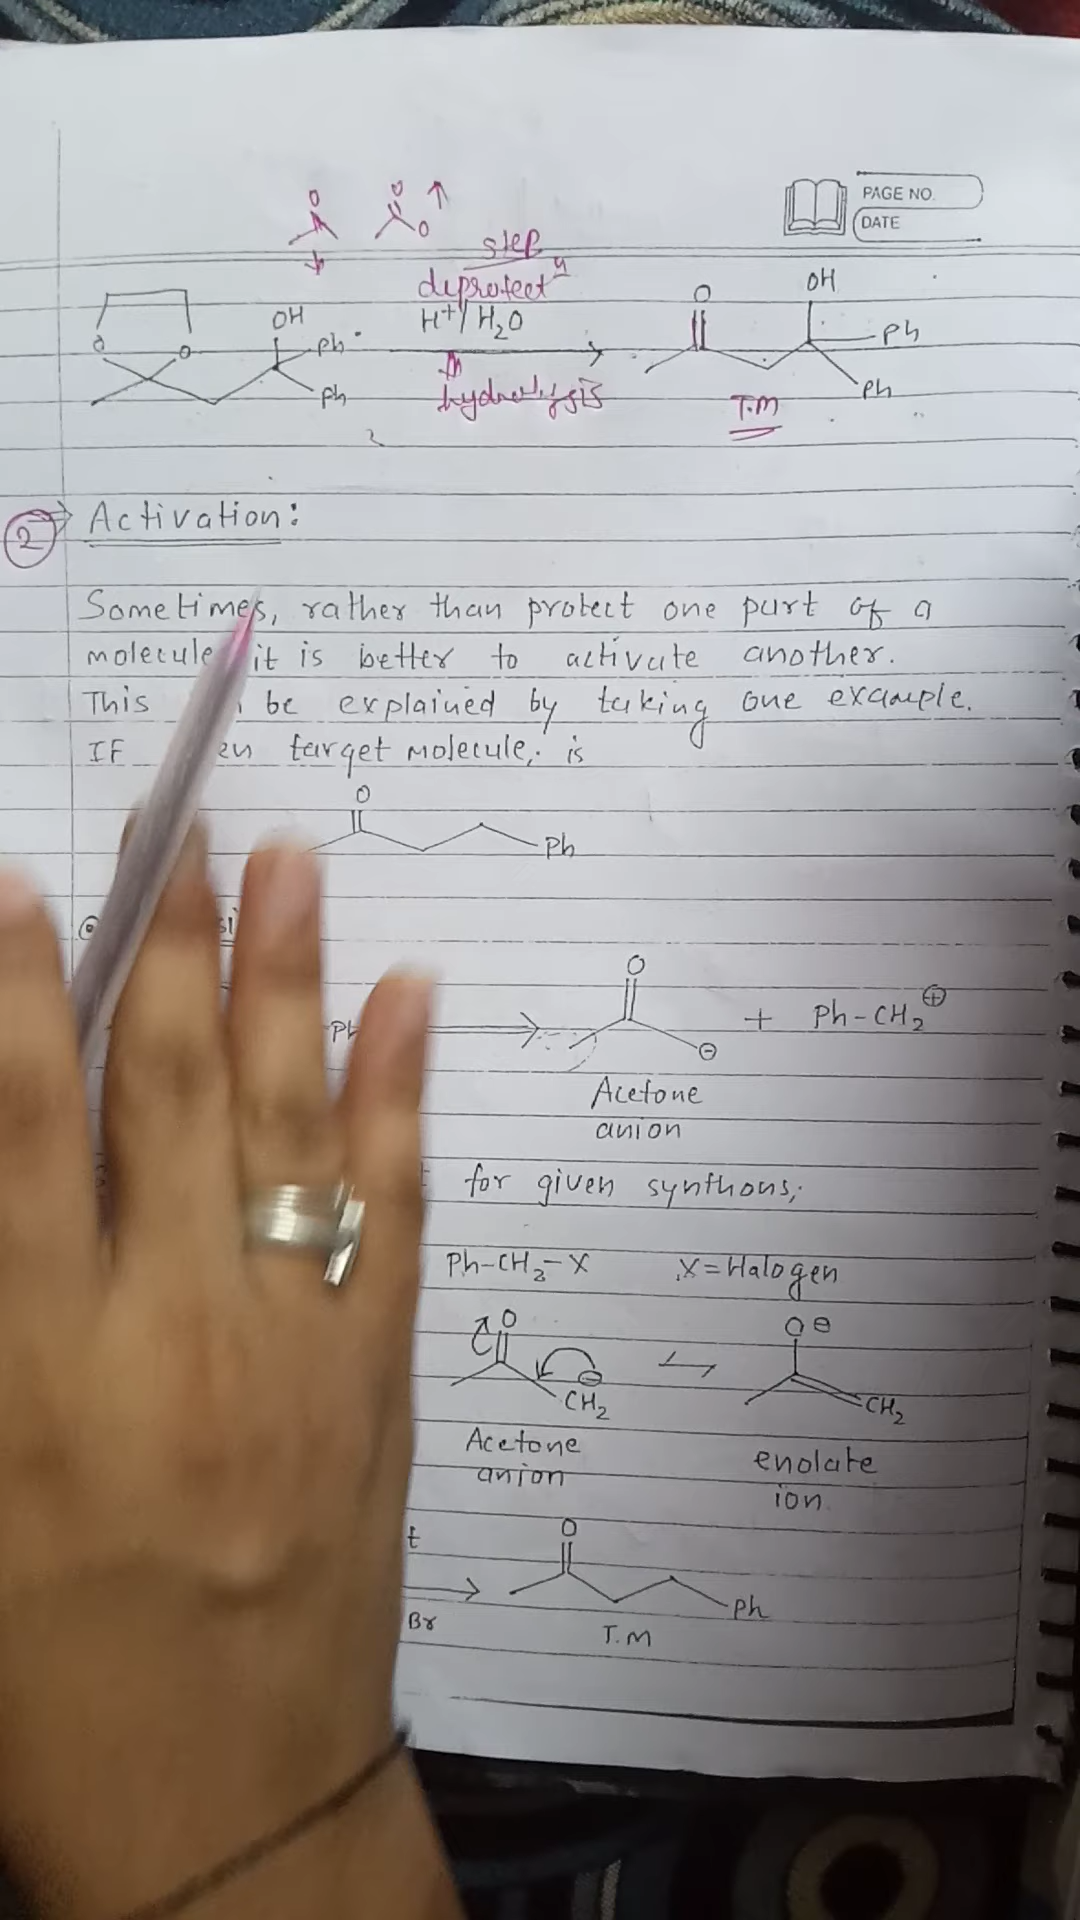 PAGE NO.
DATE
O O O
step
deprotectⁿ
H⁺/H₂O
hydrolysis
O O OH Ph Ph
O OH Ph Ph
T.M
② Activation:
Sometimes, rather than protect one part of a
molecule it is better to activate another.
This be explained by taking one example.
IF target molecule, is
O Ph
O
+ Ph-CH₂⊕
⊖
Acetone
anion
for given synthons,
Ph-CH₂-X X=Halogen
O O⊖
⊖ CH₂ CH₂
Acetone enolate
anion ion
O
Ph
Br T.M